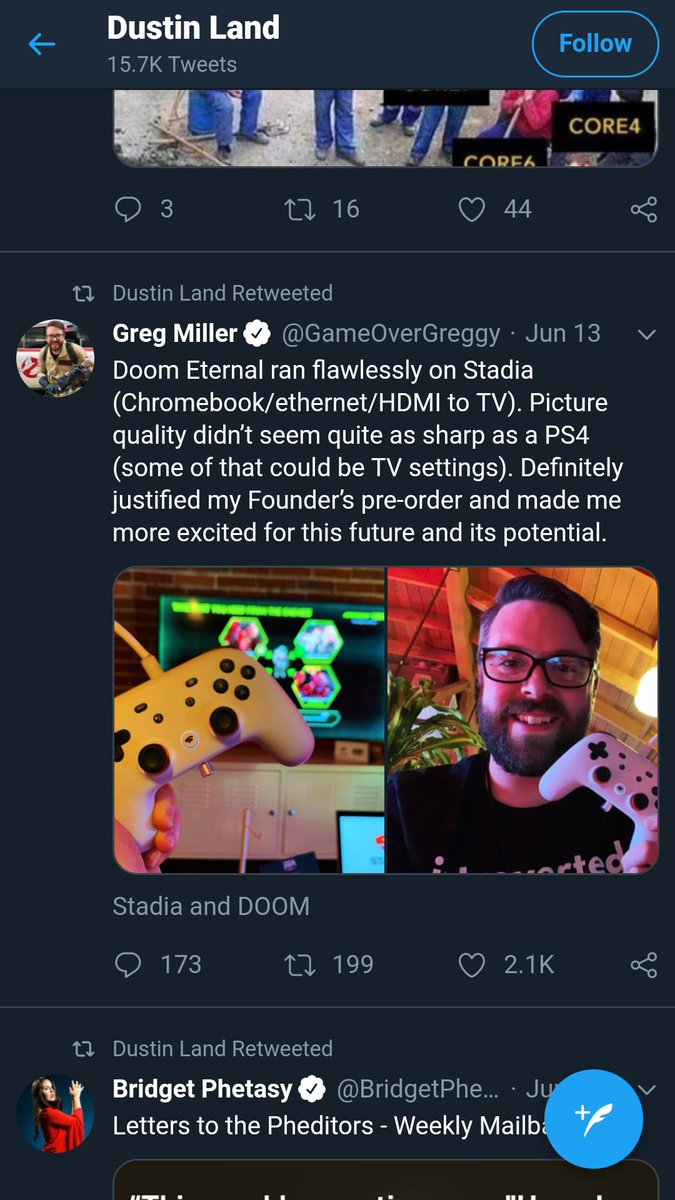 Dustin Land
15.7K Tweets
Follow
CORE4
CORE6
3
16
44
Dustin Land Retweeted
Greg Miller @GameOverGreggy · Jun 13
Doom Eternal ran flawlessly on Stadia
(Chromebook/ethernet/HDMI to TV). Picture
quality didn’t seem quite as sharp as a PS4
(some of that could be TV settings). Definitely
justified my Founder’s pre-order and made me
more excited for this future and its potential.
Stadia and DOOM
173
199
2.1K
Dustin Land Retweeted
Bridget Phetasy @BridgetPhe... · Ju
Letters to the Pheditors - Weekly Mailba